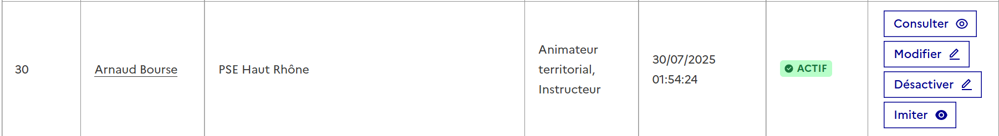 30
Arnaud Bourse
PSE Haut Rhône
Animateur
territorial,
Instructeur
30/07/2025
01:54:24
ACTIF
Consulter
Modifier
Désactiver
Imiter